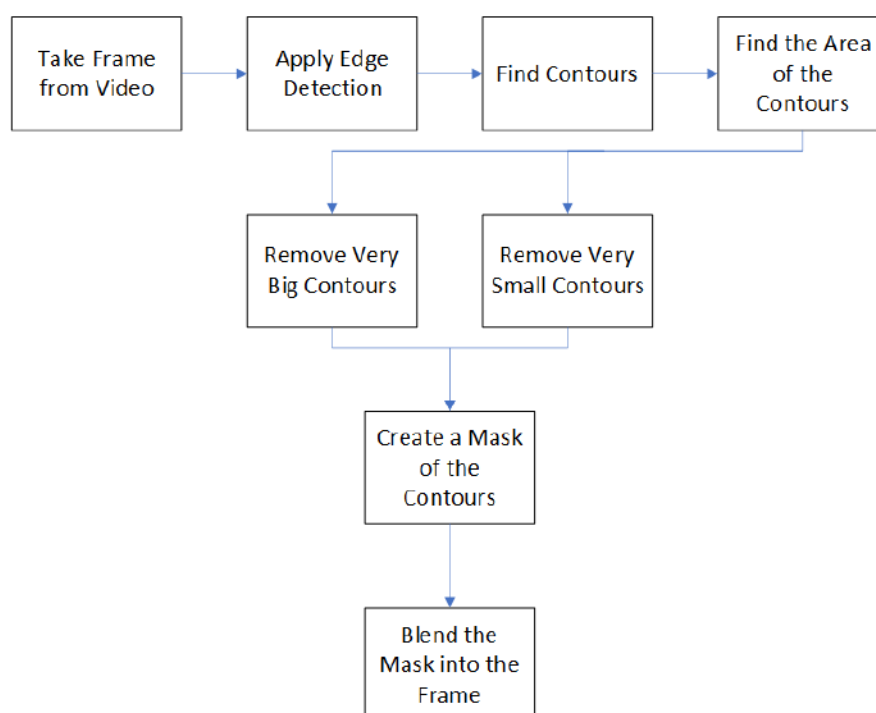 Take Frame
from Video
Apply Edge
Detection
Find Contours
Find the Area
of the
Contours
Remove Very
Big Contours
Remove Very
Small Contours
Create a Mask
of the
Contours
Blend the
Mask into the
Frame